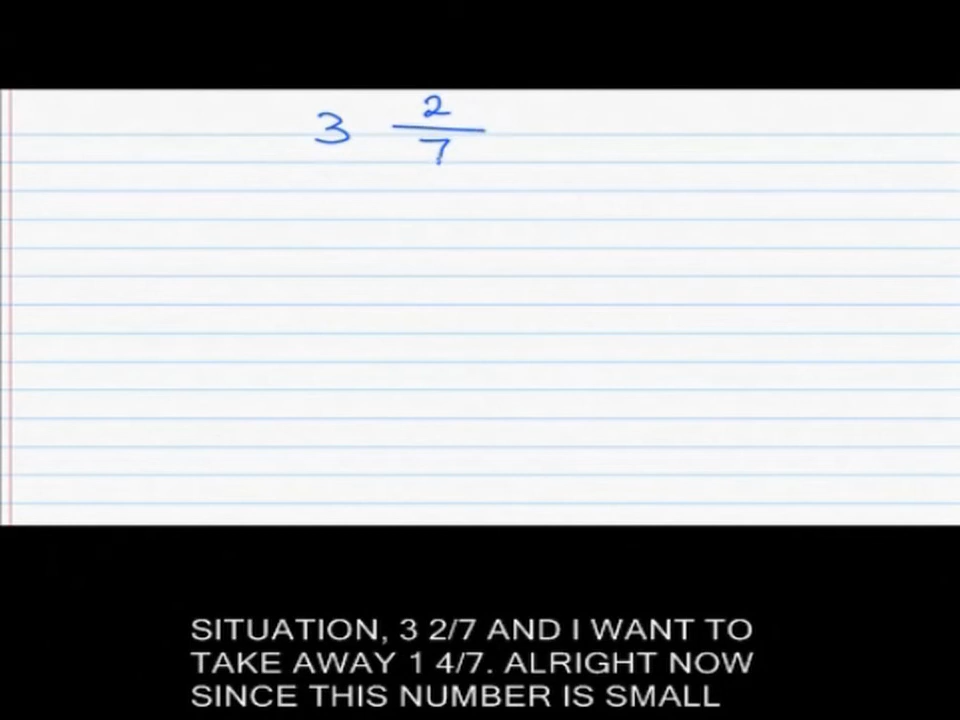 3 2/7
SITUATION, 3 2/7 AND I WANT TO
TAKE AWAY 1 4/7. ALRIGHT NOW
SINCE THIS NUMBER IS SMALL